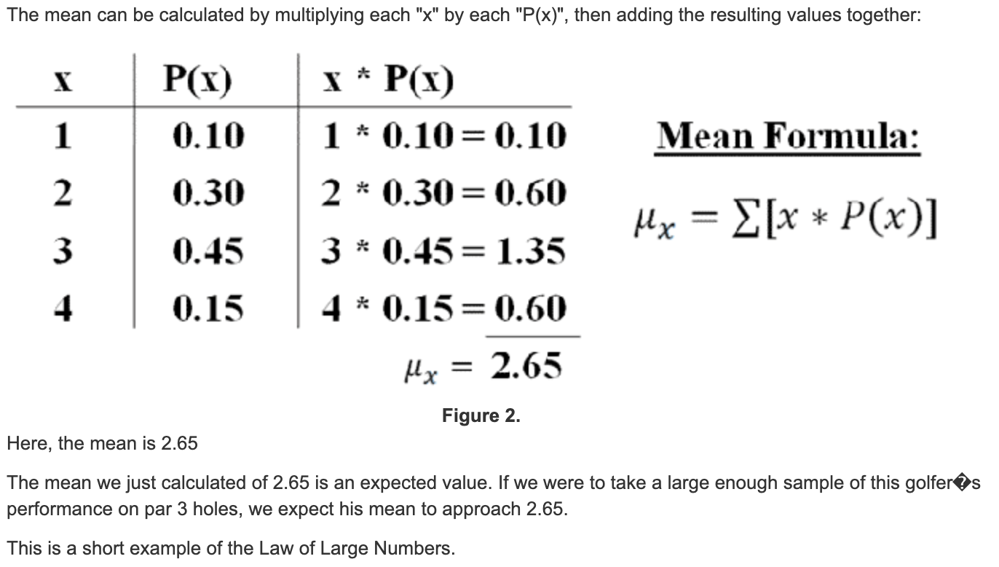 The mean can be calculated by multiplying each "x" by each "P(x)", then adding the resulting values together:
x P(x) x * P(x)
1 0.10 1 * 0.10 = 0.10
2 0.30 2 * 0.30 = 0.60
3 0.45 3 * 0.45 = 1.35
4 0.15 4 * 0.15 = 0.60
μx = 2.65
Mean Formula:
μx = Σ[x * P(x)]
Figure 2.
Here, the mean is 2.65
The mean we just calculated of 2.65 is an expected value. If we were to take a large enough sample of this golfer�s
performance on par 3 holes, we expect his mean to approach 2.65.
This is a short example of the Law of Large Numbers.